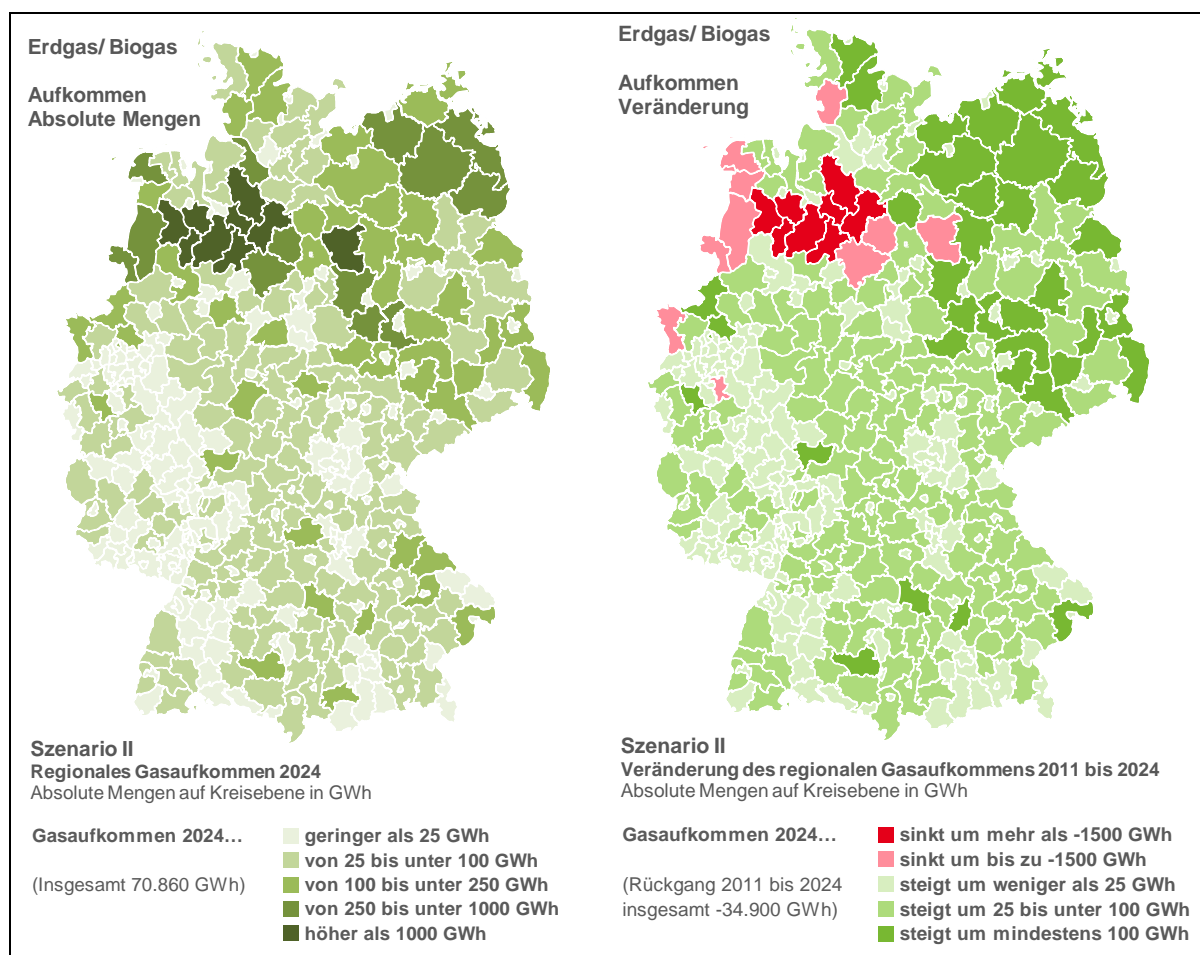 Erdgas/ Biogas
Aufkommen
Absolute Mengen
Szenario II
Regionales Gasaufkommen 2024
Absolute Mengen auf Kreisebene in GWh
Gasaufkommen 2024...
(Insgesamt 70.860 GWh)
geringer als 25 GWh
von 25 bis unter 100 GWh
von 100 bis unter 250 GWh
von 250 bis unter 1000 GWh
höher als 1000 GWh
Erdgas/ Biogas
Aufkommen
Veränderung
Szenario II
Veränderung des regionalen Gasaufkommens 2011 bis 2024
Absolute Mengen auf Kreisebene in GWh
Gasaufkommen 2024...
(Rückgang 2011 bis 2024
insgesamt -34.900 GWh)
sinkt um mehr als -1500 GWh
sinkt um bis zu -1500 GWh
steigt um weniger als 25 GWh
steigt um 25 bis unter 100 GWh
steigt um mindestens 100 GWh